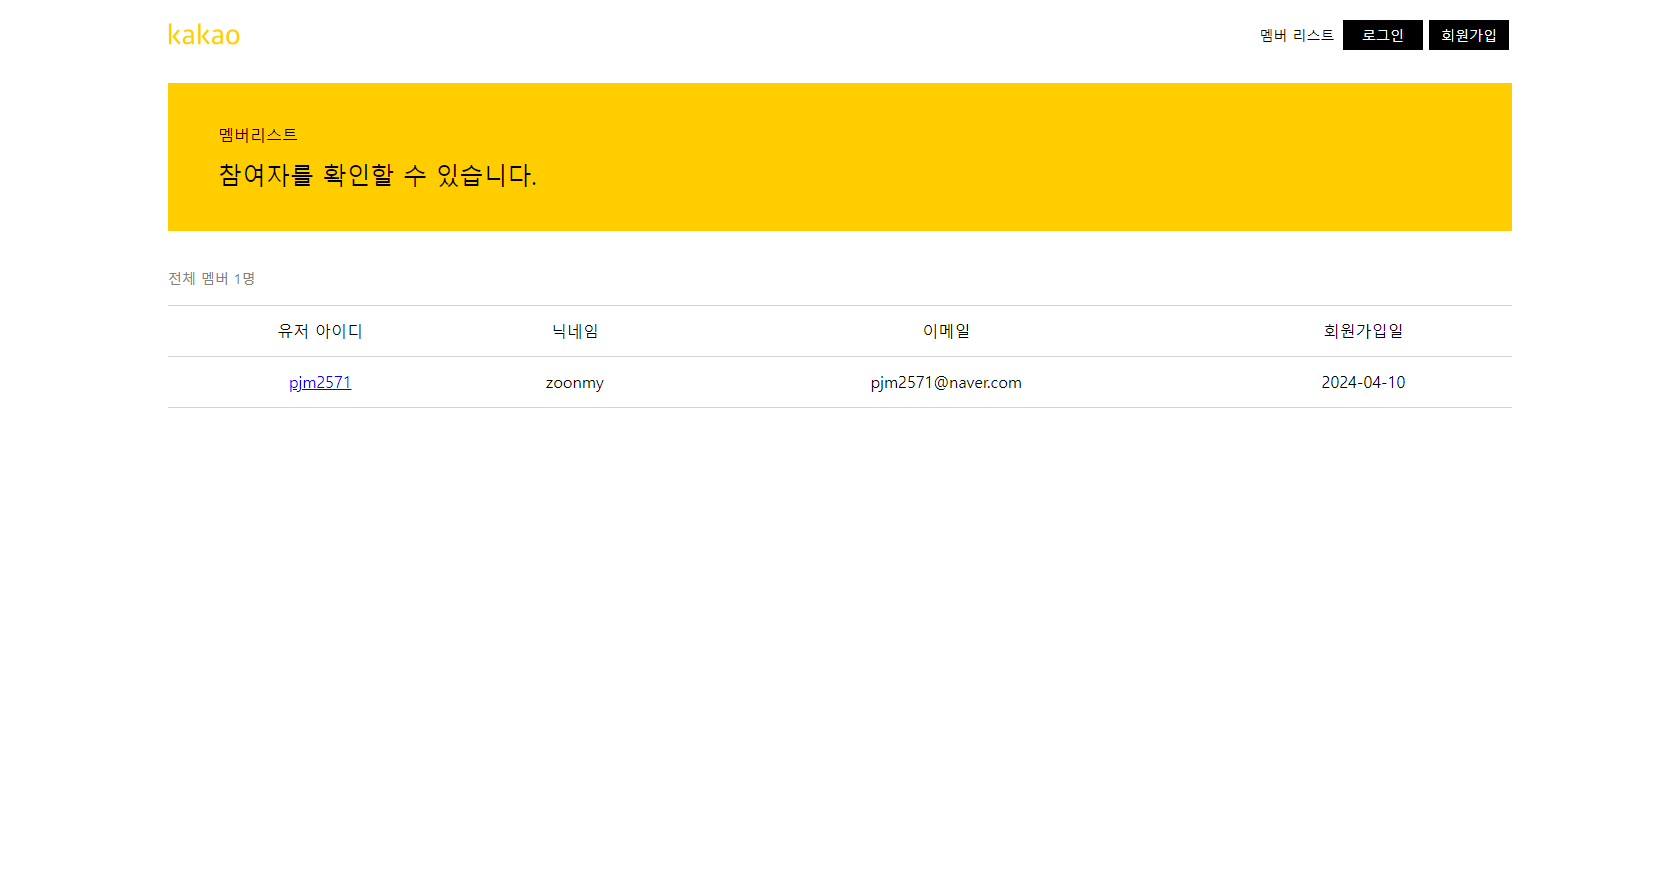 kakao
멤버 리스트 로그인 회원가입
멤버리스트
참여자를 확인할 수 있습니다.
전체 멤버 1명
유저 아이디 닉네임 이메일 회원가입일
pjm2571 zoonmy pjm2571@naver.com 2024-04-10